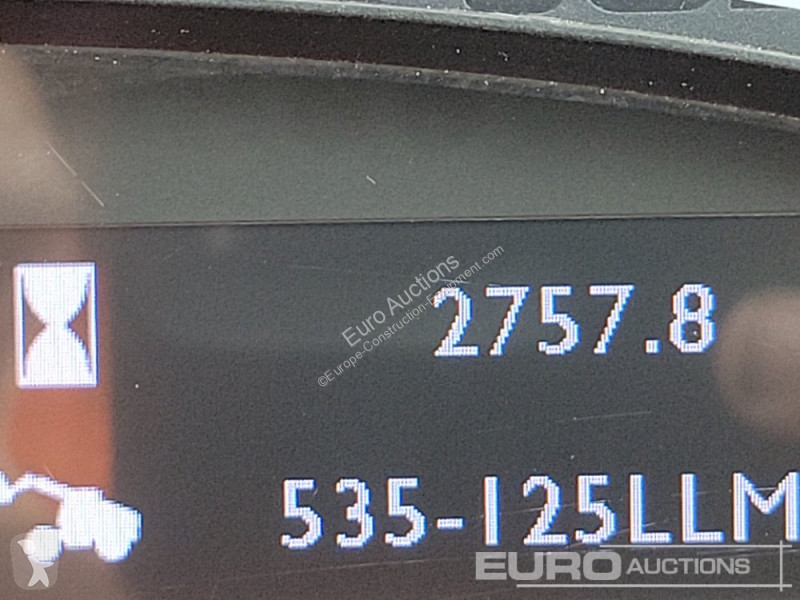 2757.8
Euro Auctions
©Europe-Construction-Equipment.com
535-125LLM
EURO AUCTIONS